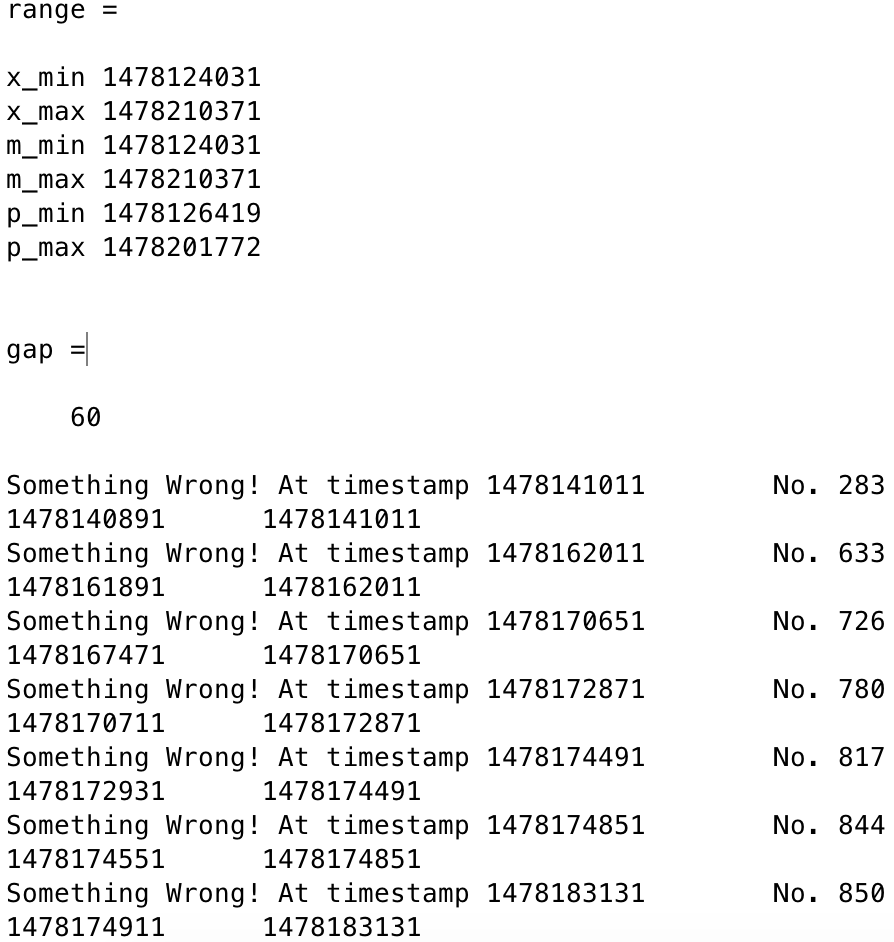 range =
x_min 1478124031
x_max 1478210371
m_min 1478124031
m_max 1478210371
p_min 1478126419
p_max 1478201772
gap =
60
Something Wrong! At timestamp 1478141011 No. 283
1478140891 1478141011
Something Wrong! At timestamp 1478162011 No. 633
1478161891 1478162011
Something Wrong! At timestamp 1478170651 No. 726
1478167471 1478170651
Something Wrong! At timestamp 1478172871 No. 780
1478170711 1478172871
Something Wrong! At timestamp 1478174491 No. 817
1478172931 1478174491
Something Wrong! At timestamp 1478174851 No. 844
1478174551 1478174851
Something Wrong! At timestamp 1478183131 No. 850
1478174911 1478183131